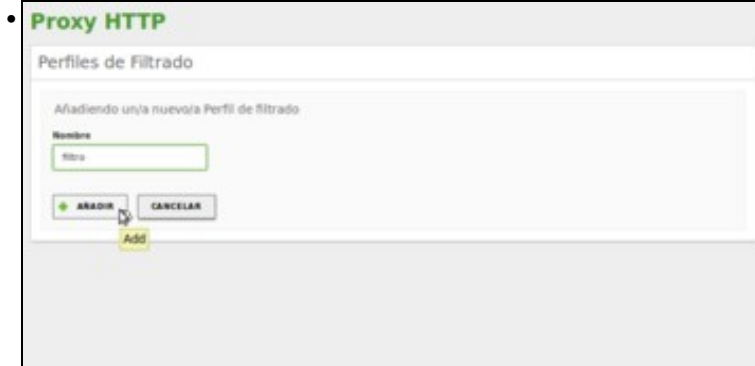 Proxy HTTP
Perfiles de Filtrado
Añadiendo un/a nuevo/a Perfil de filtrado
Nombre
filtro
AÑADIR CANCELAR
Add